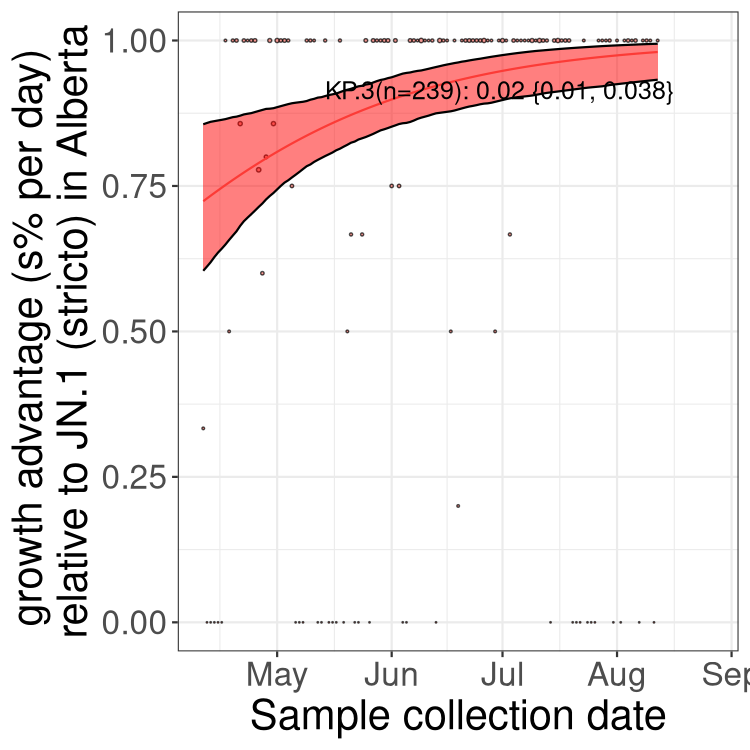 growth advantage (s% per day)
relative to JN.1 (stricto) in Alberta
1.00
0.75
0.50
0.25
0.00
KP.3(n=239): 0.02 {0.01, 0.038}
May Jun Jul Aug Sep
Sample collection date